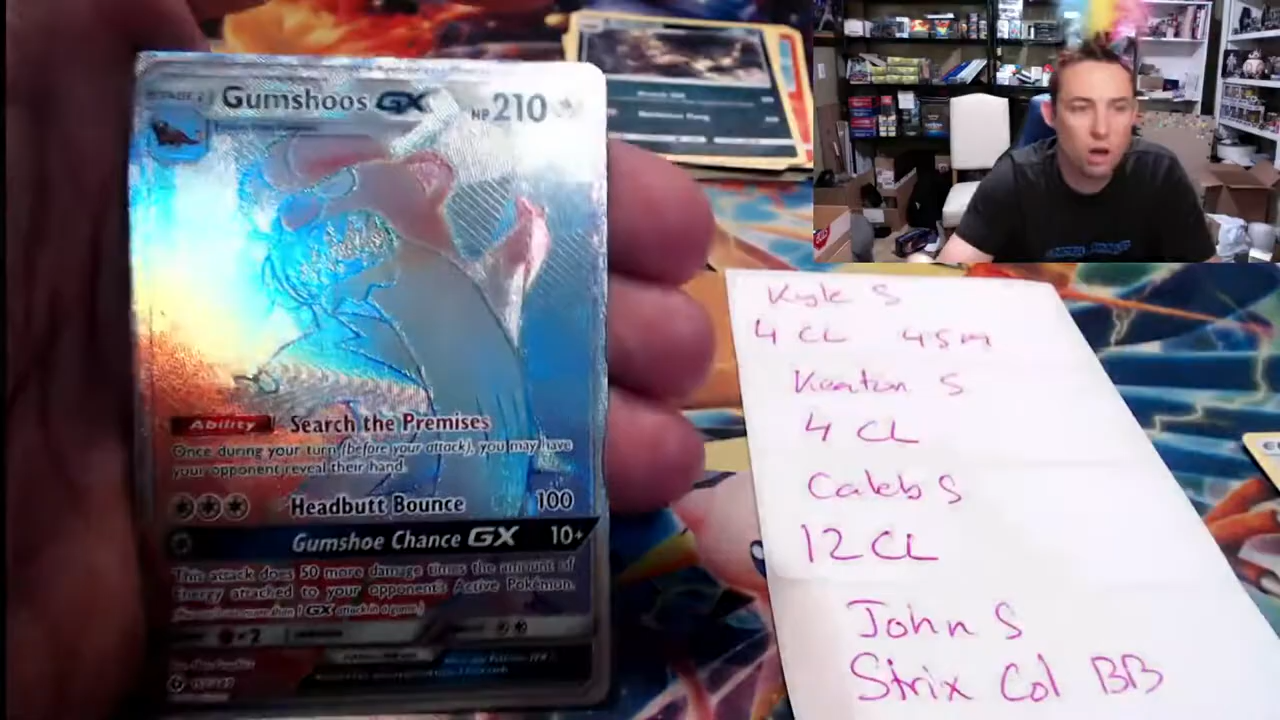 Gumshoos GX HP 210
Ability Search the Premises
Once during your turn (before your attack), you may have
your opponent reveal their hand.
Headbutt Bounce 100
Gumshoe Chance GX 10+
This attack does 50 more damage times the amount of
Energy attached to your opponent's Active Pokémon.
×2
Kyle S
4 CL 4 SM
Keaton S
4 CL
Caleb S
12 CL
John S
Strix Col BB